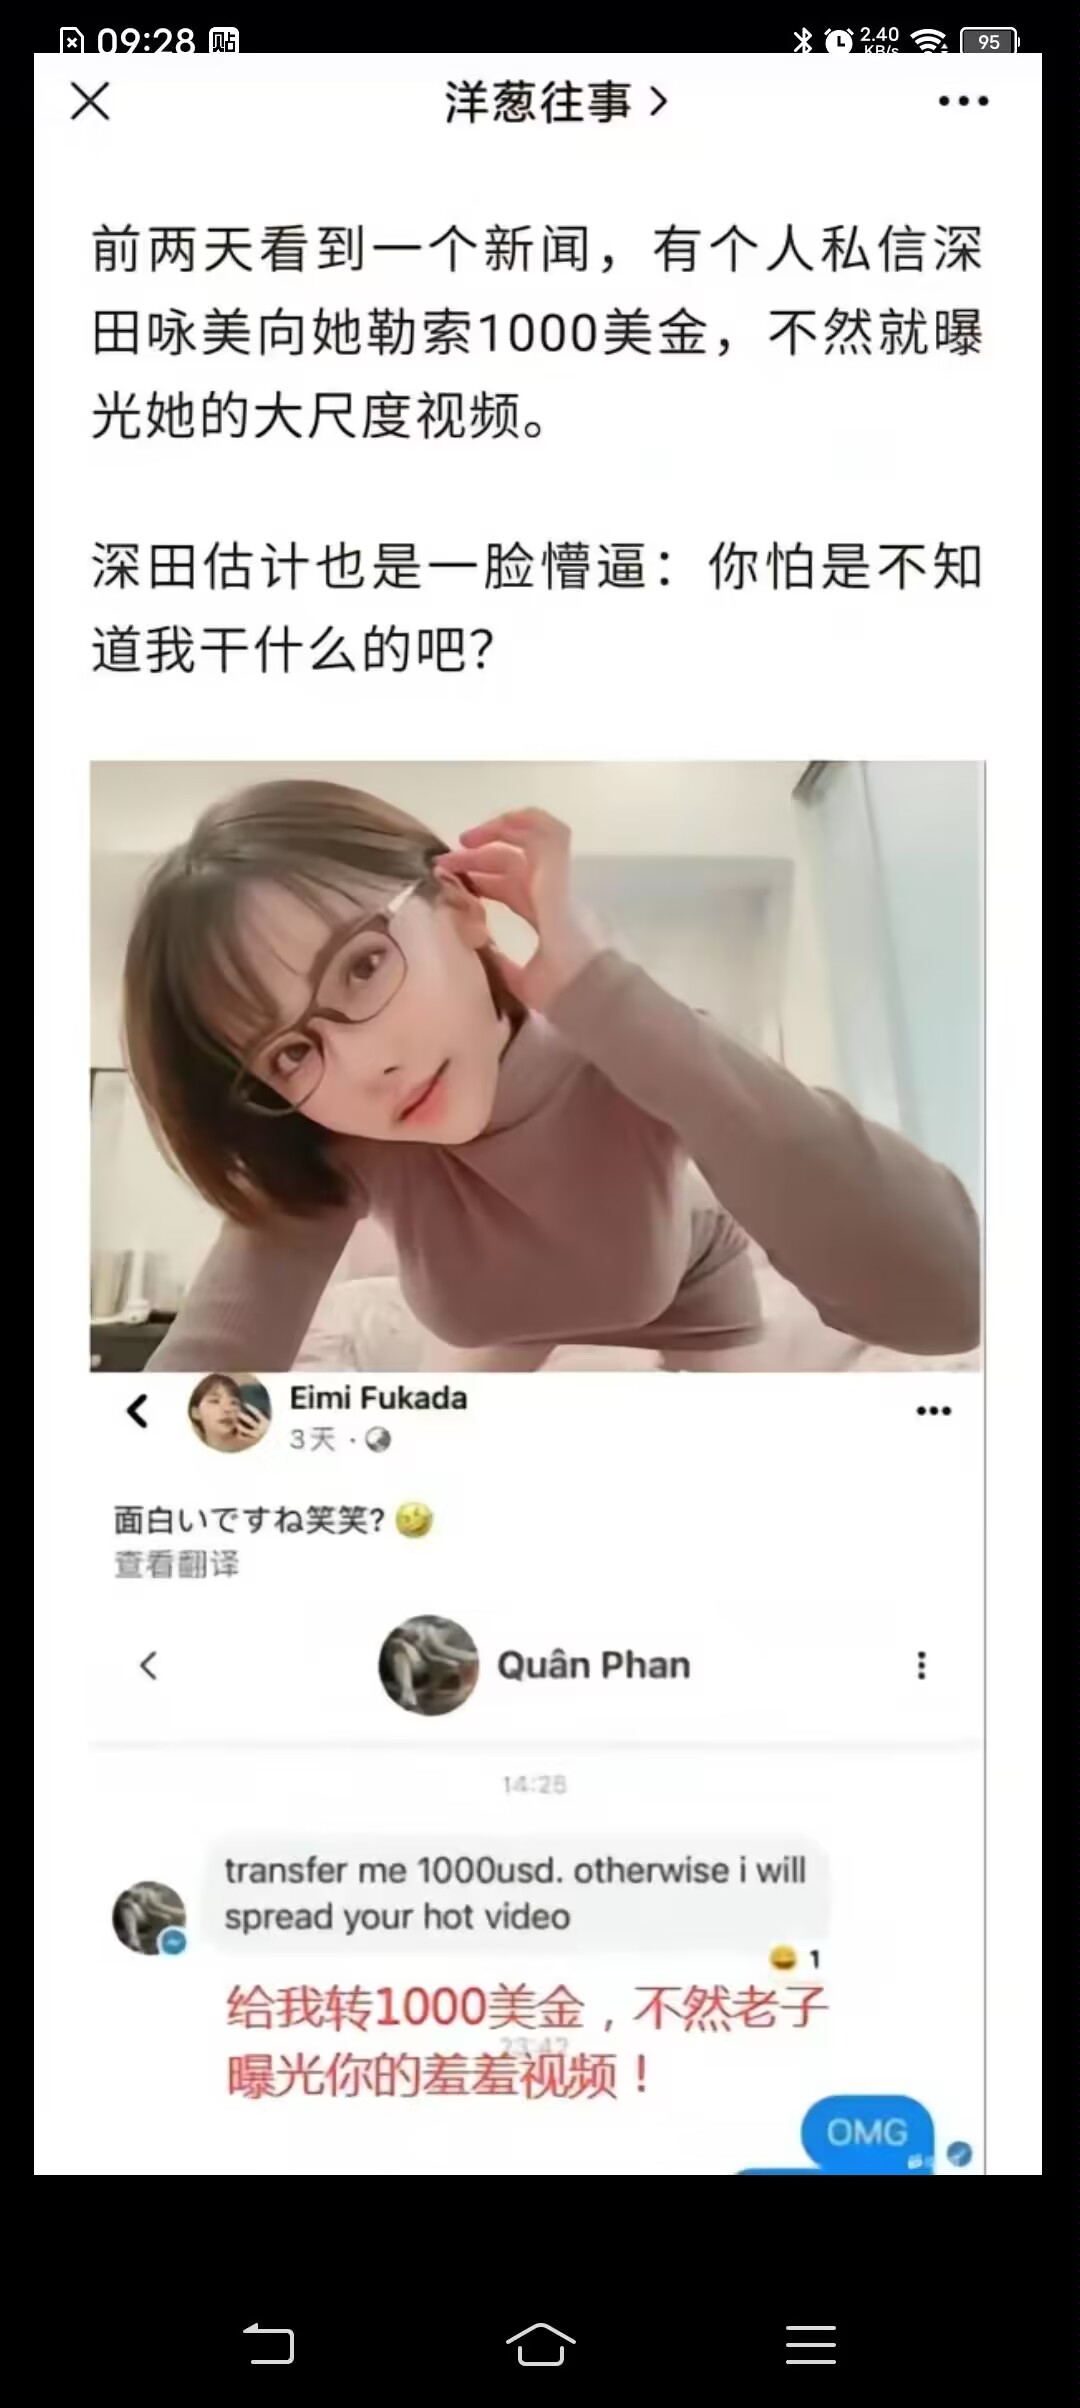 09:28 贴
2.40
KB/s
95
洋葱往事
前两天看到一个新闻，有个人私信深
田咏美向她勒索1000美金，不然就曝
光她的大尺度视频。
深田估计也是一脸懵逼：你怕是不知
道我干什么的吧？
Eimi Fukada
3天 ·
面白いですね笑笑? 🤣
查看翻译
Quân Phan
14:28
transfer me 1000usd. otherwise i will
spread your hot video
😄 1
给我转1000美金，不然老子
23:42
曝光你的羞羞视频！
OMG